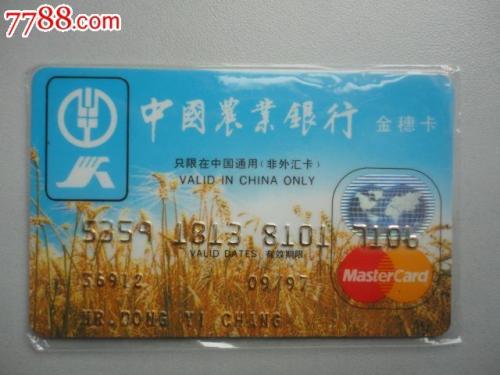 7788.com
中國農業銀行 金穗卡
只限在中国通用(非外汇卡)
VALID IN CHINA ONLY
5359 1813 8101 7106
VALID DATES 有效期限
56912 09/97
MasterCard
MR.DONG YI CHANG